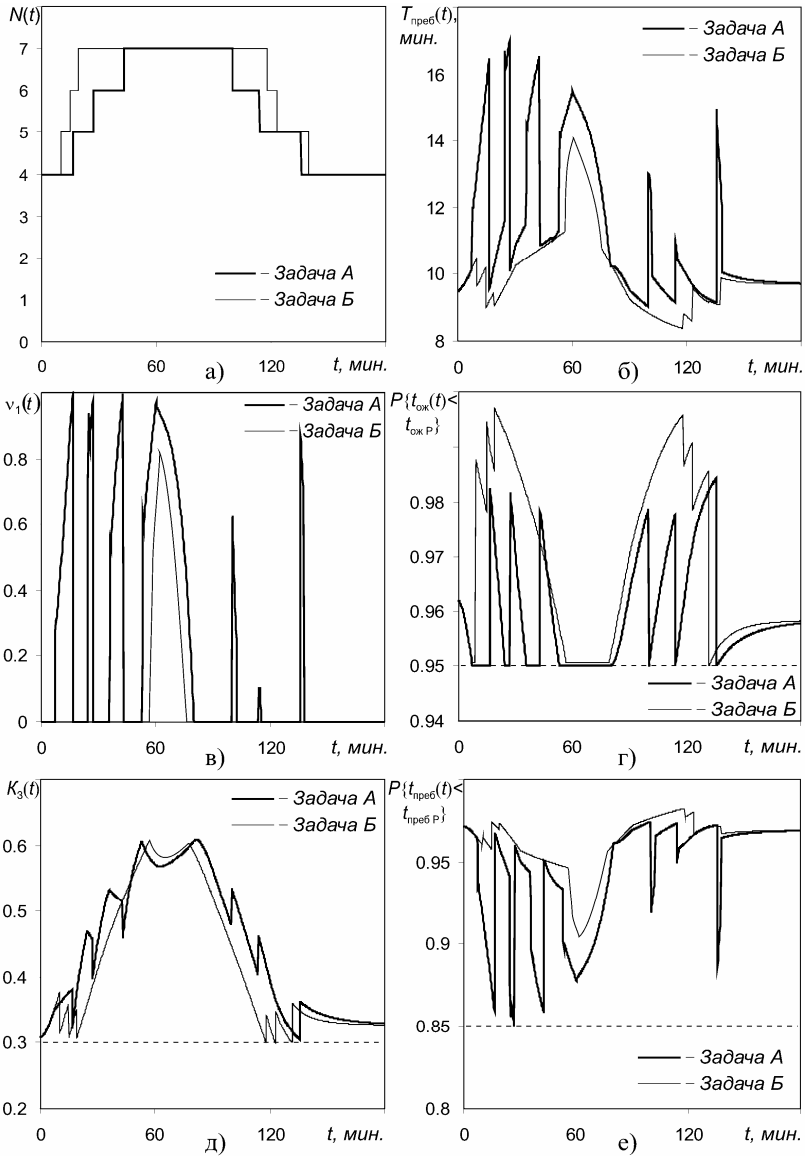 N(t)
7
6
5
4
3
2
1
0
– Задача А
– Задача Б
0
60
120
t, мин.
а)
Tпреб(t),
мин.
16
14
12
10
8
– Задача А
– Задача Б
0
60
120
t, мин.
б)
ν1(t)
0.8
0.6
0.4
0.2
0
– Задача А
– Задача Б
0
60
120
t, мин.
в)
P{tож(t)<
tож P}
0.98
0.97
0.96
0.95
0.94
– Задача А
– Задача Б
0
60
120
t, мин.
г)
Kз(t)
0.6
0.5
0.4
0.3
0.2
– Задача А
– Задача Б
0
60
120
t, мин.
д)
P{tпреб(t)<
tпреб P}
0.95
0.9
0.85
0.8
– Задача А
– Задача Б
0
60
120
t, мин.
е)